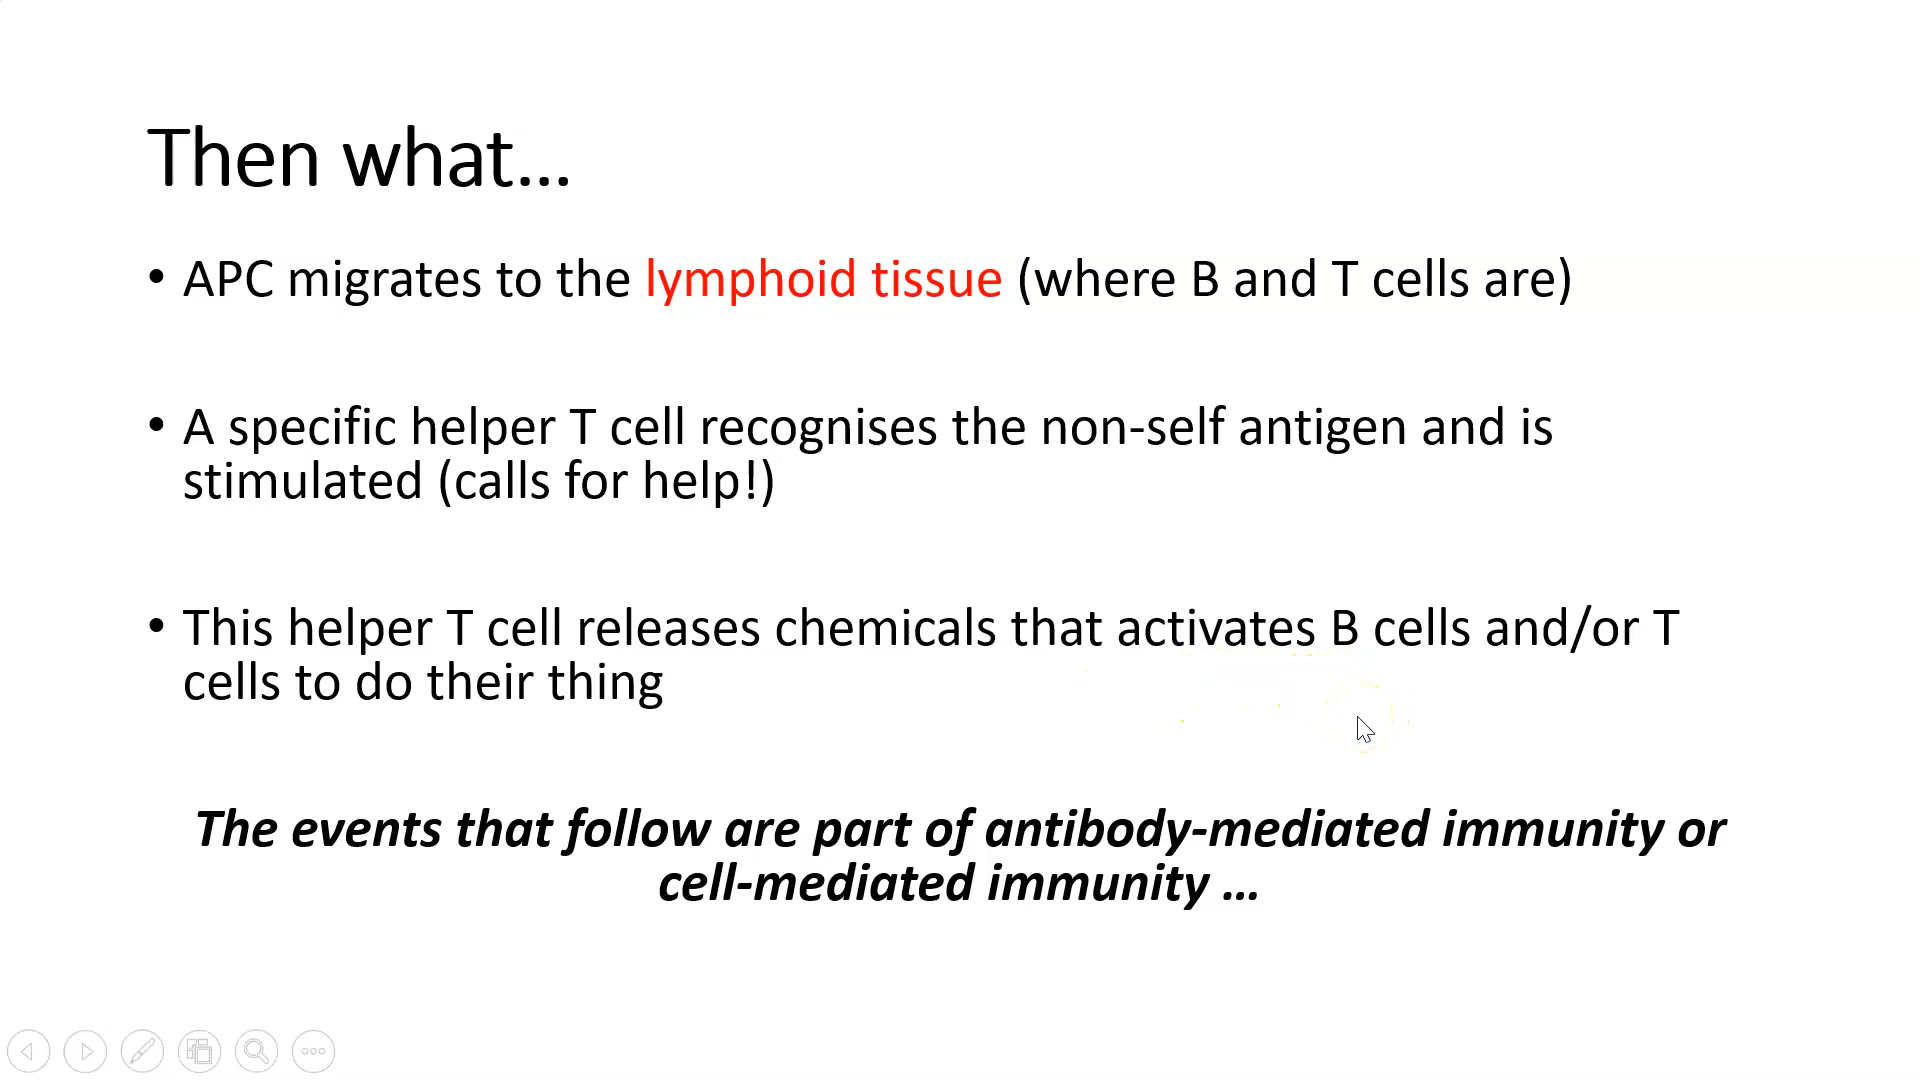 Then what...
• APC migrates to the lymphoid tissue (where B and T cells are)
• A specific helper T cell recognises the non-self antigen and is
stimulated (calls for help!)
• This helper T cell releases chemicals that activates B cells and/or T
cells to do their thing
The events that follow are part of antibody-mediated immunity or
cell-mediated immunity ...